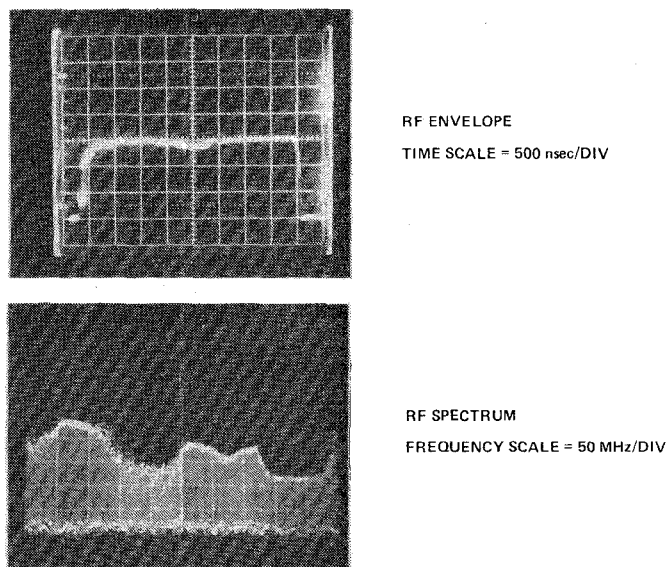 RF ENVELOPE
TIME SCALE = 500 nsec/DIV
RF SPECTRUM
FREQUENCY SCALE = 50 MHz/DIV